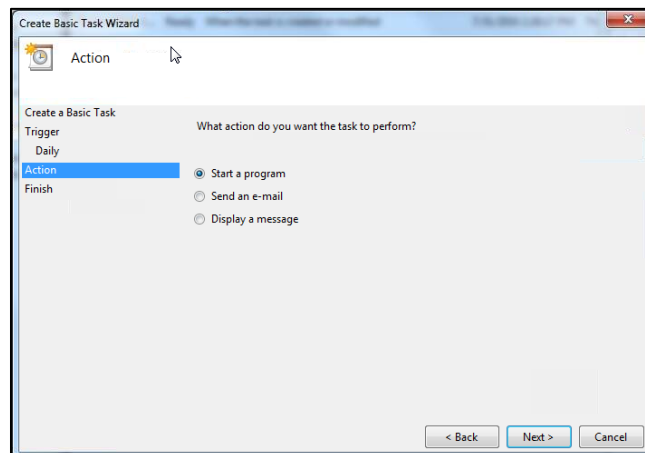 Create Basic Task Wizard
Action
Create a Basic Task
Trigger
Daily
Action
Finish
What action do you want the task to perform?
Start a program
Send an e-mail
Display a message
< Back
Next >
Cancel